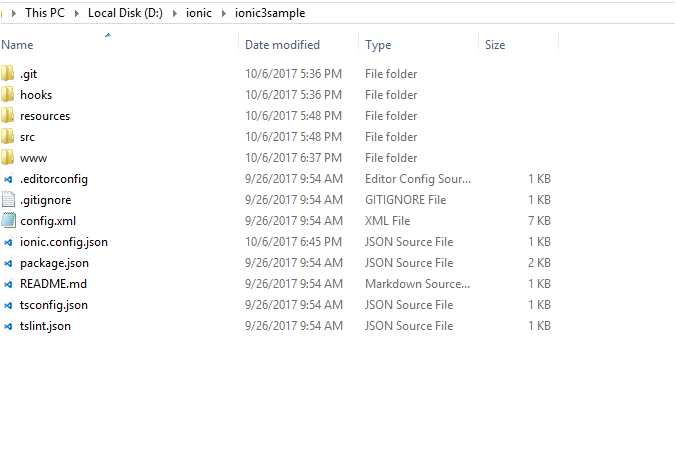 This PC Local Disk (D:) ionic ionic3sample
Name Date modified Type Size
.git 10/6/2017 5:36 PM File folder
hooks 10/6/2017 5:36 PM File folder
resources 10/6/2017 5:48 PM File folder
src 10/6/2017 5:48 PM File folder
www 10/6/2017 6:37 PM File folder
.editorconfig 9/26/2017 9:54 AM Editor Config Sour... 1 KB
.gitignore 9/26/2017 9:54 AM GITIGNORE File 1 KB
config.xml 9/26/2017 9:54 AM XML File 7 KB
ionic.config.json 10/6/2017 6:45 PM JSON Source File 1 KB
package.json 9/26/2017 9:54 AM JSON Source File 2 KB
README.md 9/26/2017 9:54 AM Markdown Source... 1 KB
tsconfig.json 9/26/2017 9:54 AM JSON Source File 1 KB
tslint.json 9/26/2017 9:54 AM JSON Source File 1 KB